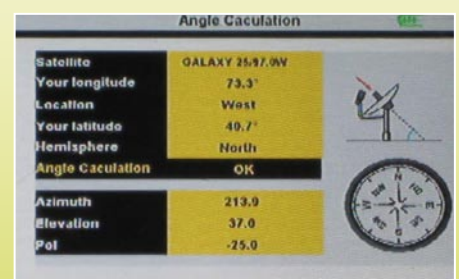 Angle Caculation
Satellite GALAXY 25/97.0W
Your longitude 73.3°
Location West
Your latitude 40.7°
Hemisphere North
Angle Caculation OK
Azimuth 213.9
Elevation 37.0
Pol -25.0
N
W E